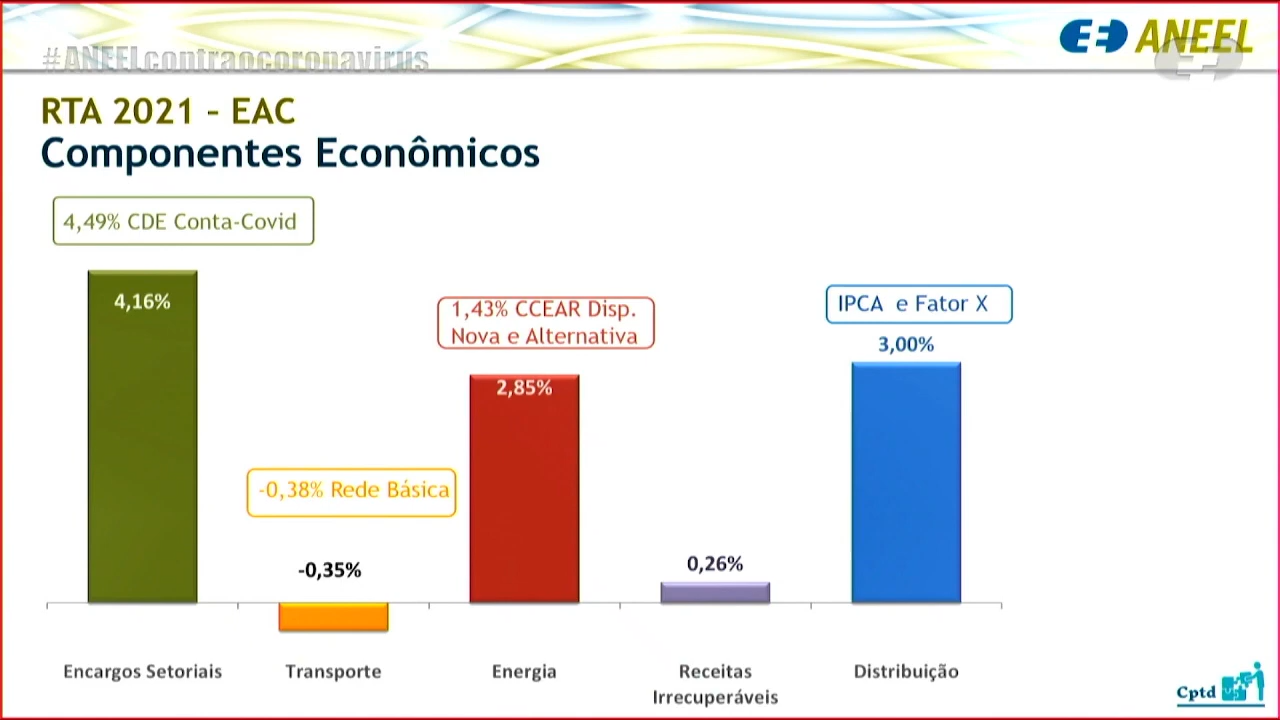 #ANEELcontraocoronavirus
ANEEL
RTA 2021 – EAC
Componentes Econômicos
4,49% CDE Conta-Covid
4,16%
-0,38% Rede Básica
-0,35%
1,43% CCEAR Disp.
Nova e Alternativa
2,85%
0,26%
IPCA e Fator X
3,00%
Encargos Setoriais
Transporte
Energia
Receitas
Irrecuperáveis
Distribuição
Cptd